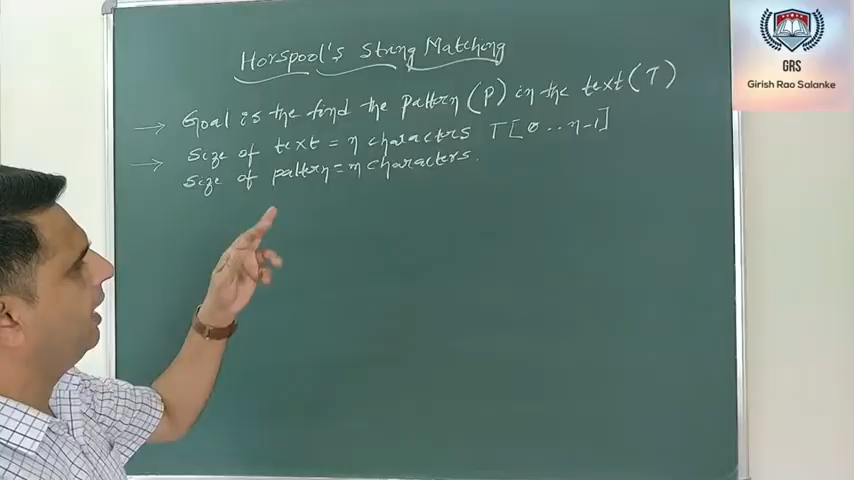 Horspool's String Matching
→ Goal is the find the pattern (P) in the text (T)
→ Size of text = n characters T[0..n-1]
Size of pattern = m characters.
GRS
Girish Rao Salanke